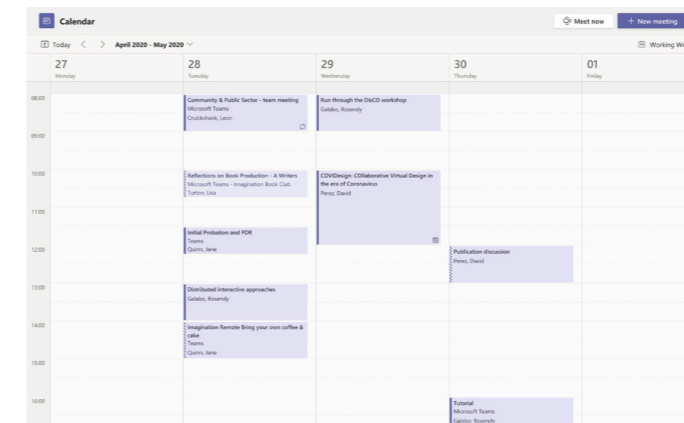 Calendar
Meet now
+ New meeting
Today
April 2020 - May 2020
Working We
27
Monday
28
Tuesday
29
Wednesday
30
Thursday
01
Friday
08:00
Community & Public Sector - team meeting
Microsoft Teams
Cruickshank, Leon
Run through the DisCO workshop
Galabo, Rosendy
09:00
10:00
Reflections on Book Production - A Writers
Microsoft Teams - Imagination Book Club
Turton, Lisa
COVIDesign: COllaborative Virtual Design in
the era of Coronavirus
Perez, David
11:00
Initial Probation and PDR
Teams
Quinn, Jane
12:00
Publication discussion
Perez, David
13:00
Distributed interactive approaches
Galabo, Rosendy
14:00
Imagination Remote Bring your own coffee &
cake
Teams
Quinn, Jane
15:00
16:00
Tutorial
Microsoft Teams
Galabo, Rosendy